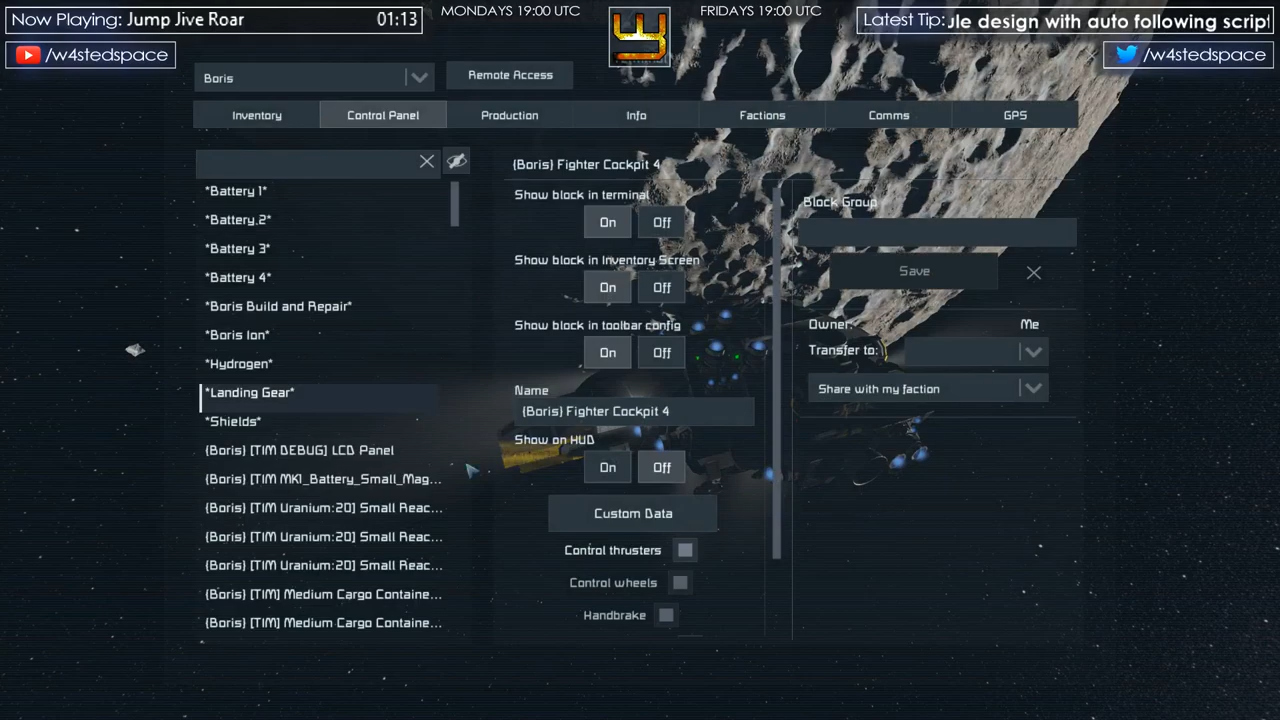 Now Playing: Jump Jive Roar 01:13
MONDAYS 19:00 UTC
FRIDAYS 19:00 UTC
Latest Tip: le design with auto following script
/w4stedspace
/w4stedspace
Boris
Remote Access
Inventory
Control Panel
Production
Info
Factions
Comms
GPS
*Battery 1*
*Battery 2*
*Battery 3*
*Battery 4*
*Boris Build and Repair*
*Boris Ion*
*Hydrogen*
*Landing Gear*
*Shields*
{Boris} [TIM DEBUG] LCD Panel
{Boris} [TIM MK1_Battery_Small_Mag...
{Boris} [TIM Uranium:20] Small Reac...
{Boris} [TIM Uranium:20] Small Reac...
{Boris} [TIM Uranium:20] Small Reac...
{Boris} [TIM] Medium Cargo Containe...
{Boris} [TIM] Medium Cargo Containe...
{Boris} Fighter Cockpit 4
Show block in terminal
On Off
Show block in Inventory Screen
On Off
Show block in toolbar config
On Off
Name
{Boris} Fighter Cockpit 4
Show on HUD
On Off
Custom Data
Control thrusters
Control wheels
Handbrake
Block Group
Save
Owner: Me
Transfer to:
Share with my faction